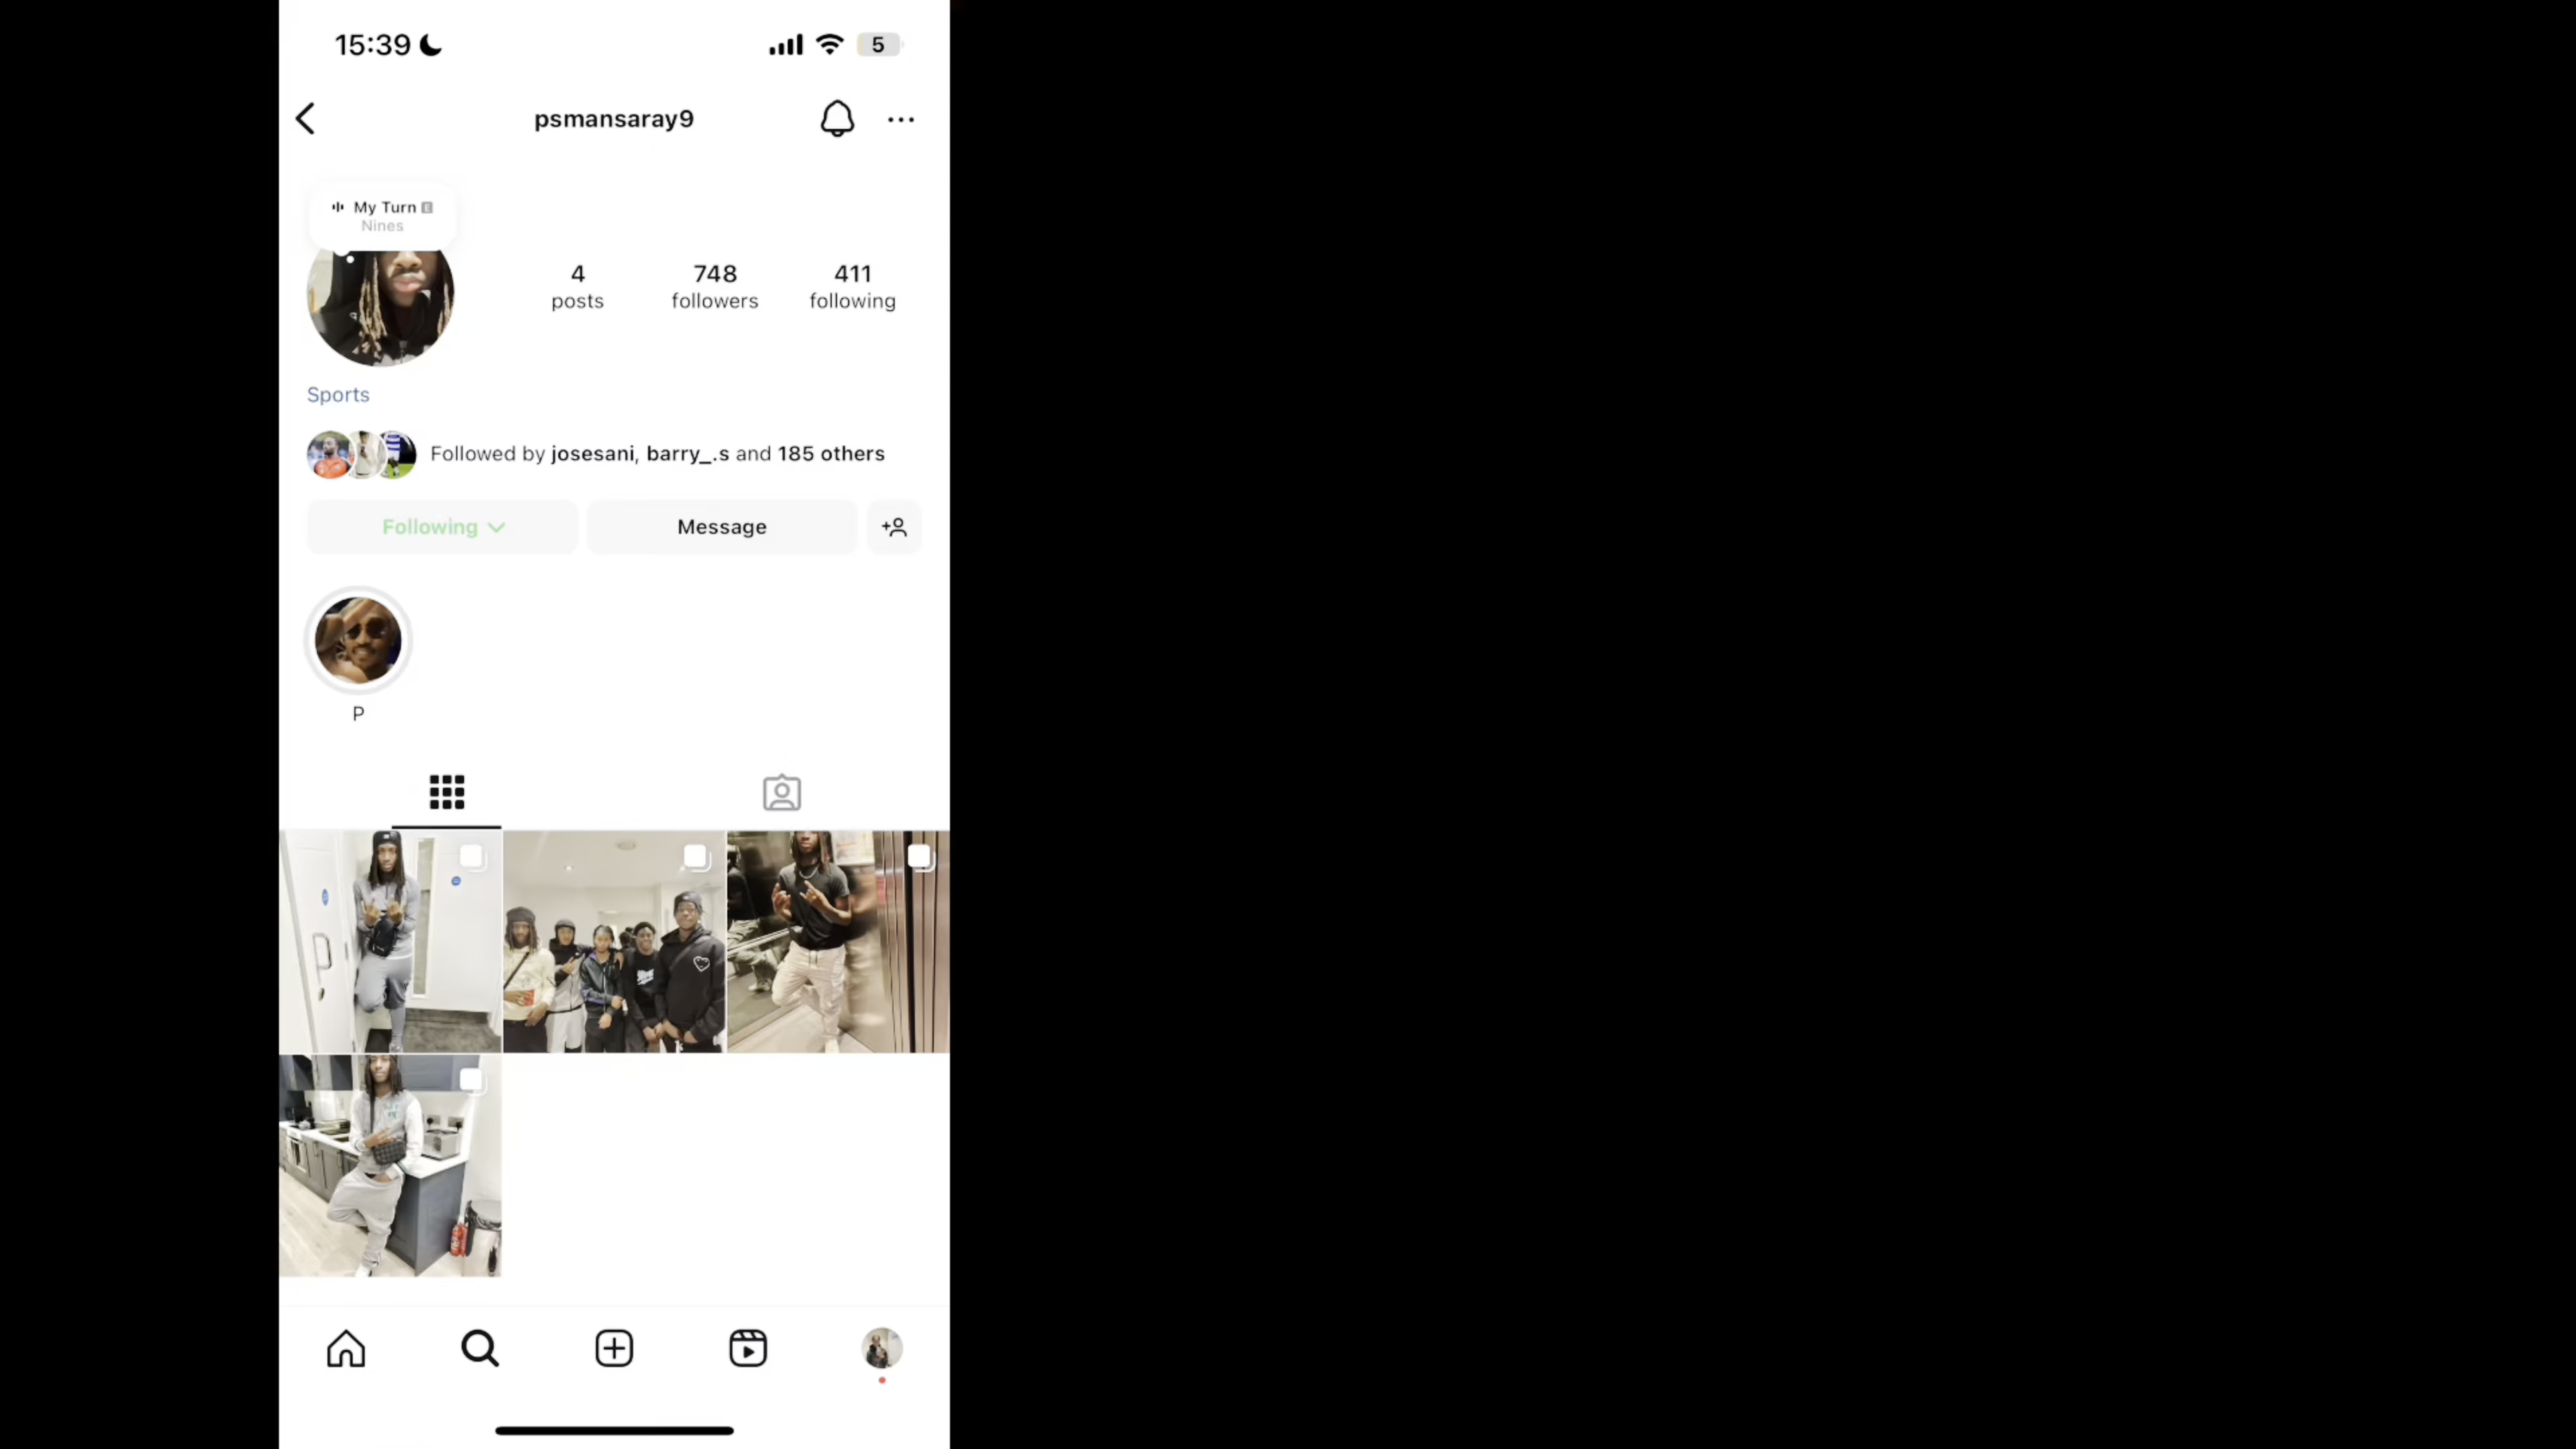 15:39
5
psmansaray9
My Turn E
Nines
4
posts
748
followers
411
following
Sports
Followed by josesani, barry_.s and 185 others
Following
Message
P